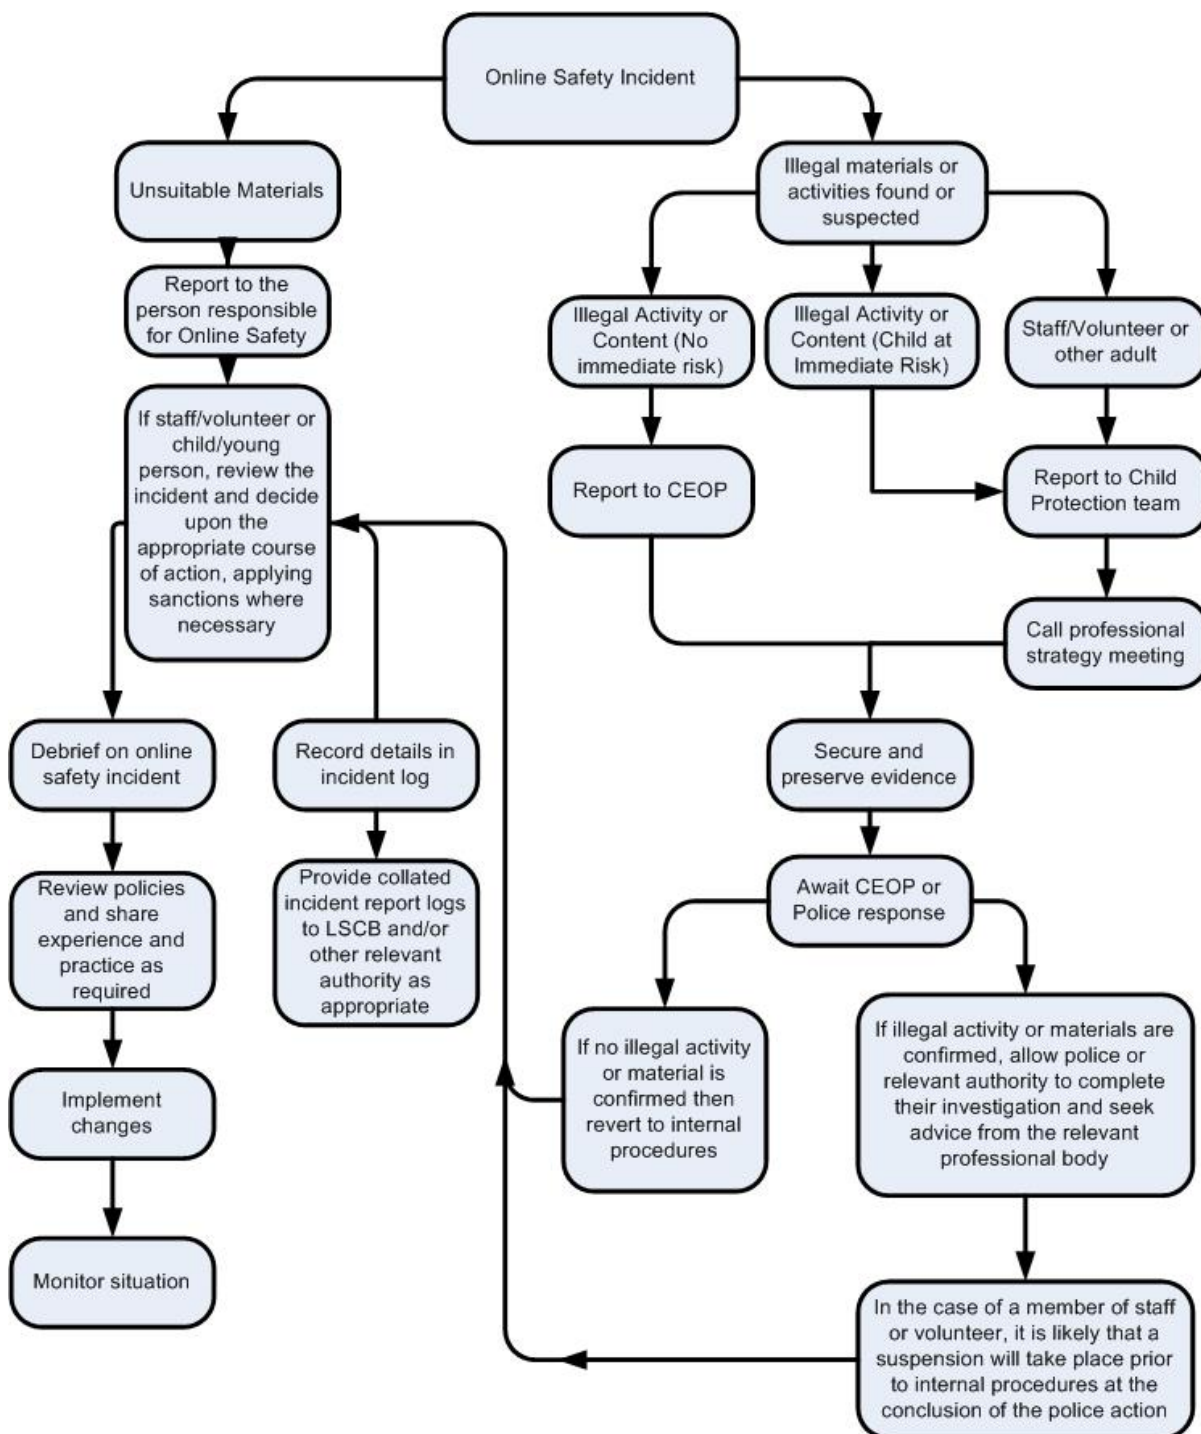 Online Safety Incident
Unsuitable Materials
Illegal materials or
activities found or
suspected
Report to the
person responsible
for Online Safety
Illegal Activity or
Content (No
immediate risk)
Illegal Activity or
Content (Child at
Immediate Risk)
Staff/Volunteer or
other adult
If staff/volunteer or
child/young
person, review the
incident and decide
upon the
appropriate course
of action, applying
sanctions where
necessary
Report to CEOP
Report to Child
Protection team
Call professional
strategy meeting
Debrief on online
safety incident
Record details in
incident log
Secure and
preserve evidence
Review policies
and share
experience and
practice as
required
Provide collated
incident report logs
to LSCB and/or
other relevant
authority as
appropriate
Await CEOP or
Police response
If no illegal activity
or material is
confirmed then
revert to internal
procedures
If illegal activity or materials are
confirmed, allow police or
relevant authority to complete
their investigation and seek
advice from the relevant
professional body
Implement
changes
Monitor situation
In the case of a member of staff
or volunteer, it is likely that a
suspension will take place prior
to internal procedures at the
conclusion of the police action